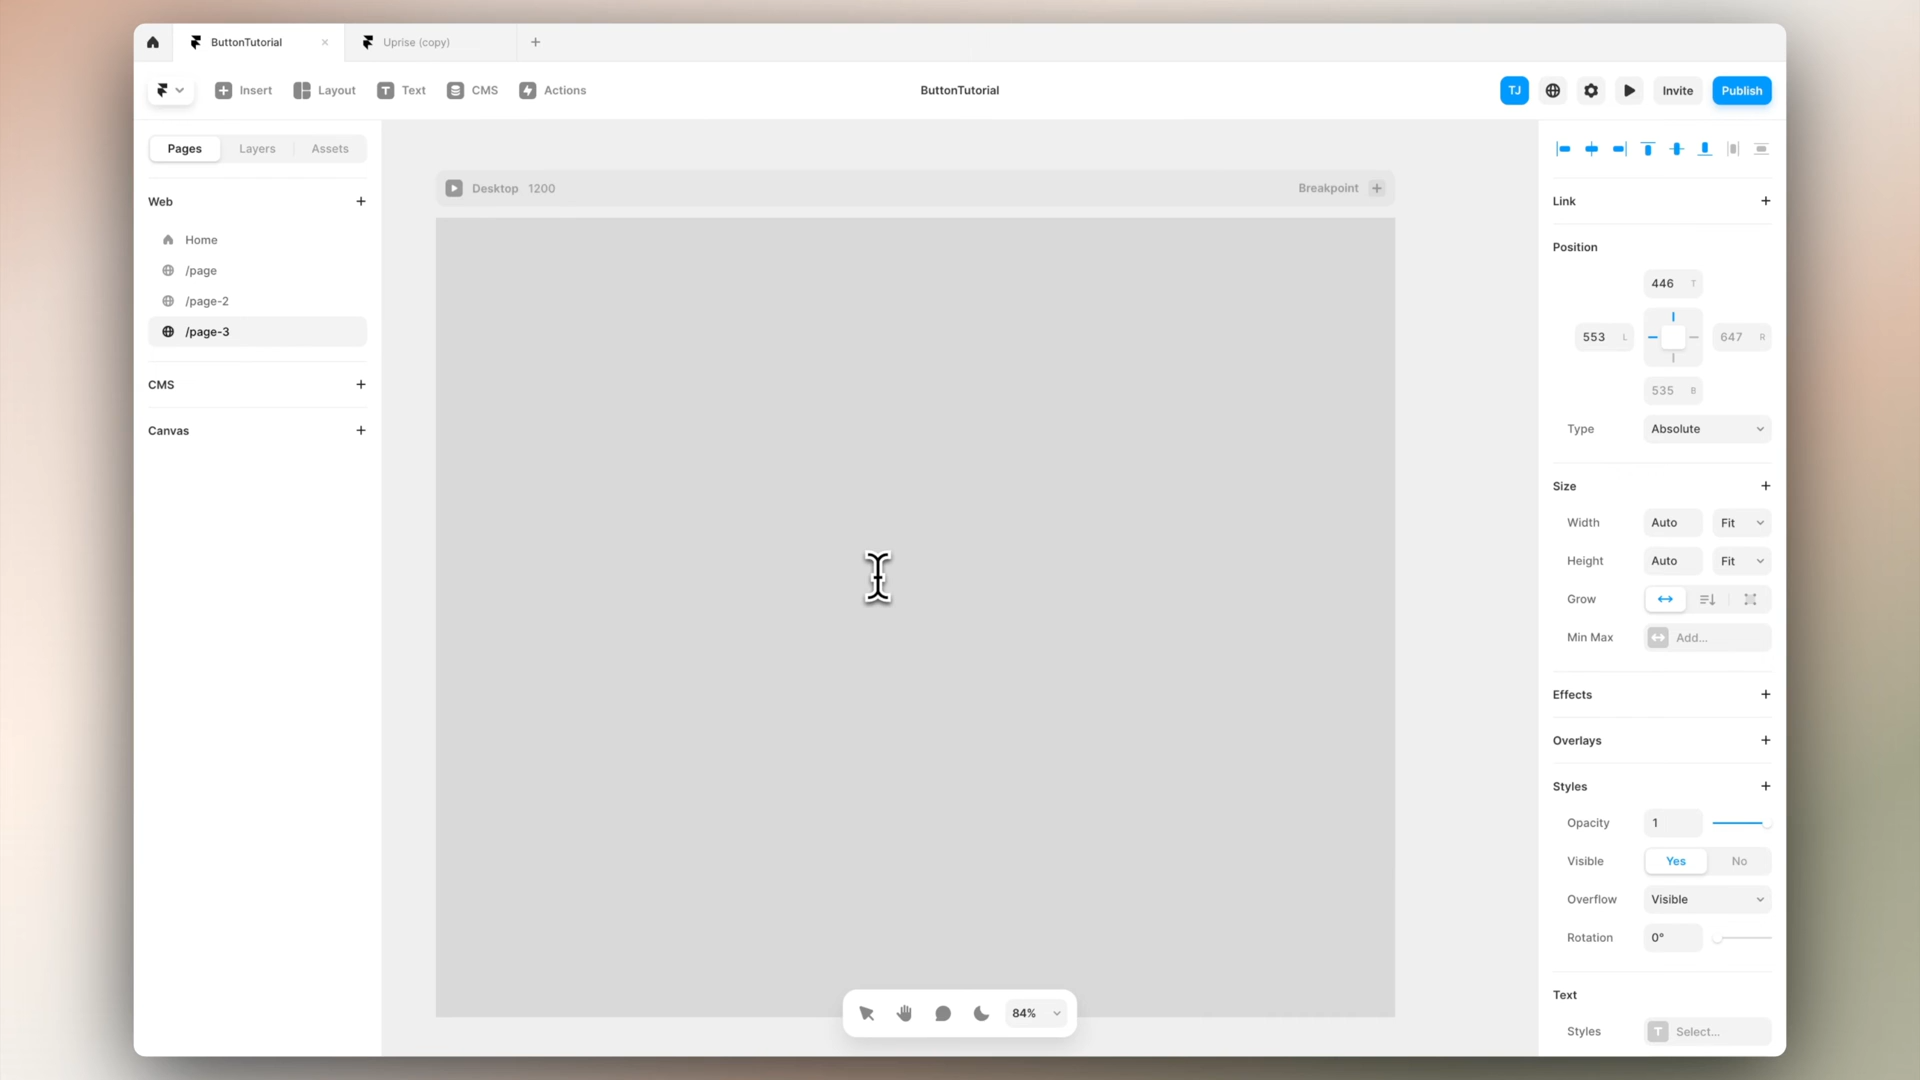 ButtonTutorial
Uprise (copy)
Insert
Layout
Text
CMS
Actions
ButtonTutorial
TJ
Invite
Publish
Pages
Layers
Assets
Web
Home
/page
/page-2
/page-3
CMS
Canvas
Desktop 1200
Breakpoint
84%
Link
Position
446 T
553 L
647 R
535 B
Type Absolute
Size
Width Auto Fit
Height Auto Fit
Grow
Min Max Add...
Effects
Overlays
Styles
Opacity 1
Visible Yes No
Overflow Visible
Rotation 0°
Text
Styles T Select...